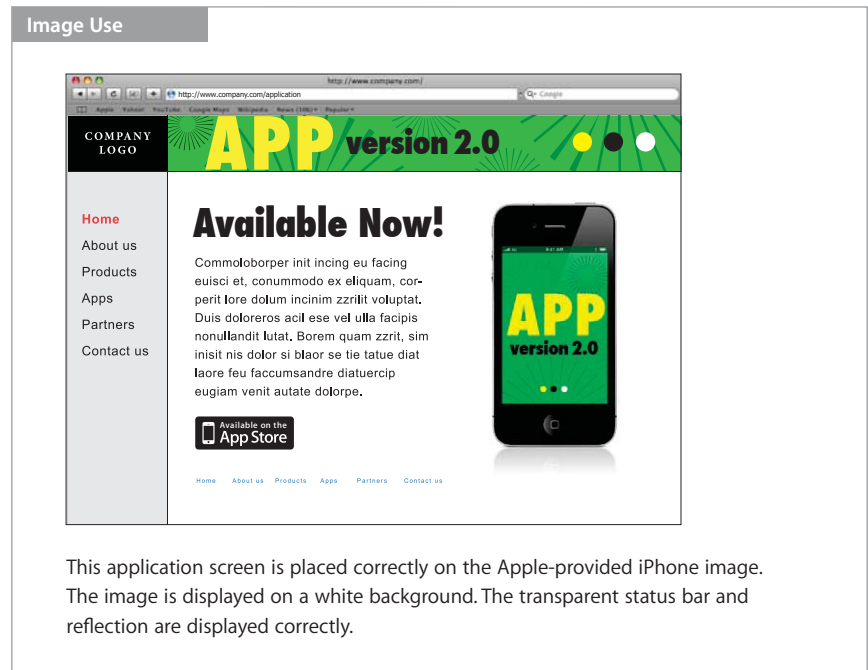 Image Use
http://www.company.com/
http://www.company.com/application
Google
Apple Yahoo! YouTube Google Maps Wikipedia News (106) Popular
COMPANY
LOGO
APP version 2.0
Home
About us
Products
Apps
Partners
Contact us
Available Now!
Commoloborper init incing eu facing
euisci et, conummodo ex eliquam, cor-
perit lore dolum incinim zzrilit voluptat.
Duis doloreros acil ese vel ulla facipis
nonullandit lutat. Borem quam zzrit, sim
inisit nis dolor si blaor se tie tatue diat
laore feu faccumsandre diatuercip
eugiam venit autate dolorpe.
Available on the
App Store
Home About us Products Apps Partners Contact us
9:41 AM
APP
version 2.0
This application screen is placed correctly on the Apple-provided iPhone image.
The image is displayed on a white background. The transparent status bar and
reflection are displayed correctly.